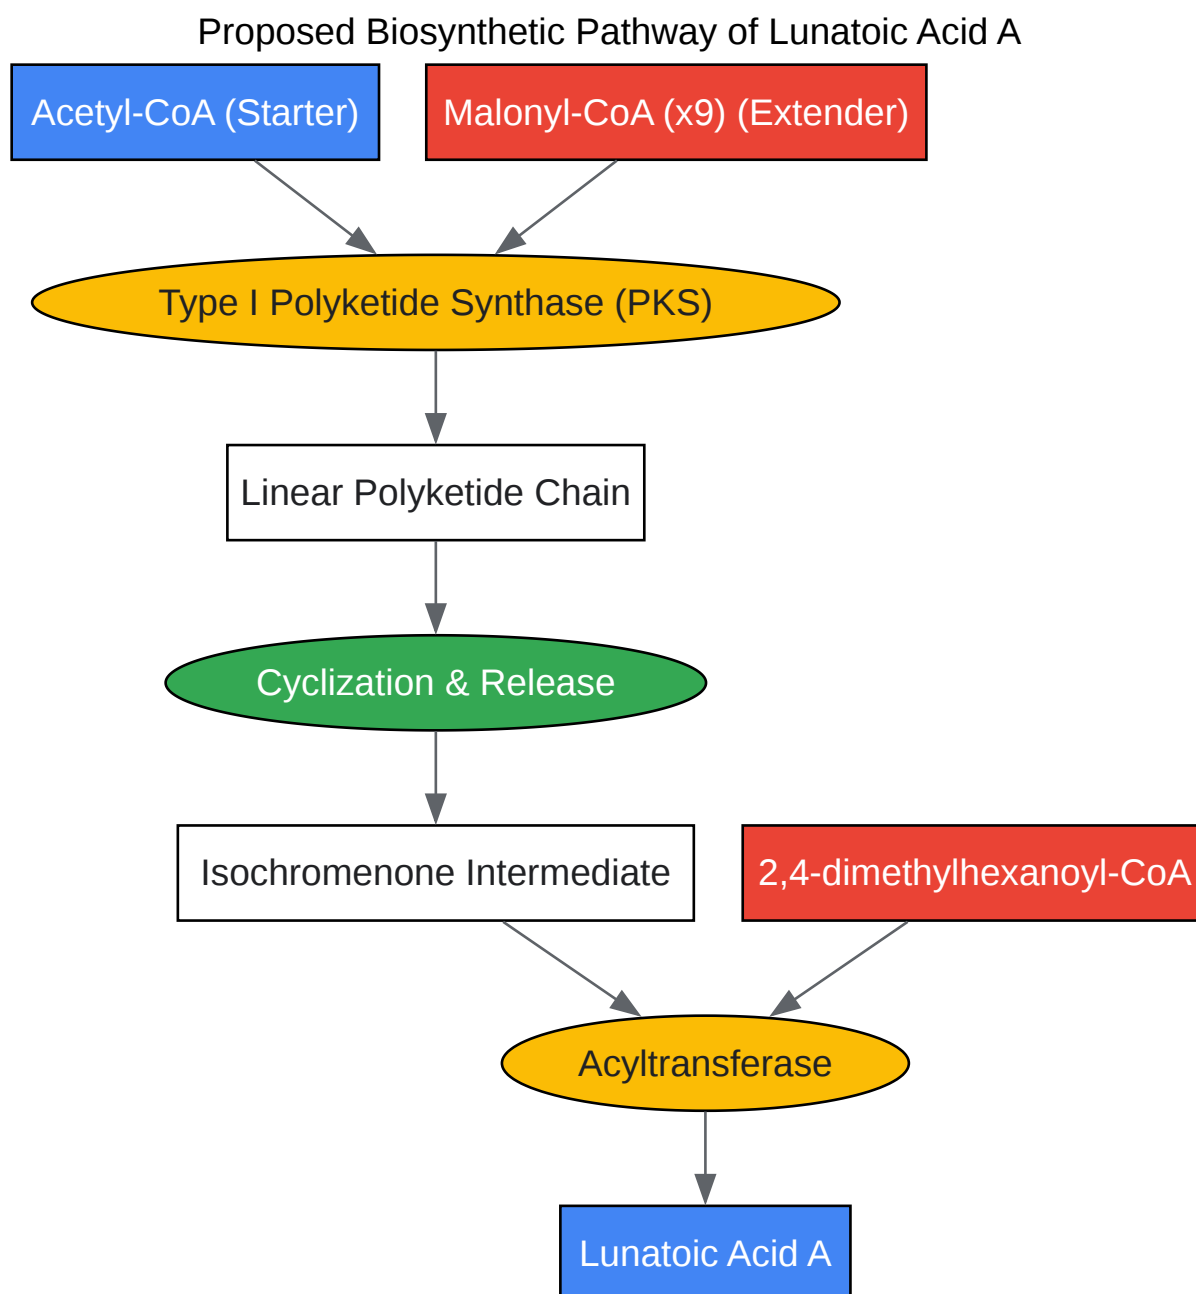 Proposed Biosynthetic Pathway of Lunatoic Acid A
Acetyl-CoA (Starter)
Malonyl-CoA (x9) (Extender)
Type I Polyketide Synthase (PKS)
Linear Polyketide Chain
Cyclization & Release
Isochromenone Intermediate
2,4-dimethylhexanoyl-CoA
Acyltransferase
Lunatoic Acid A